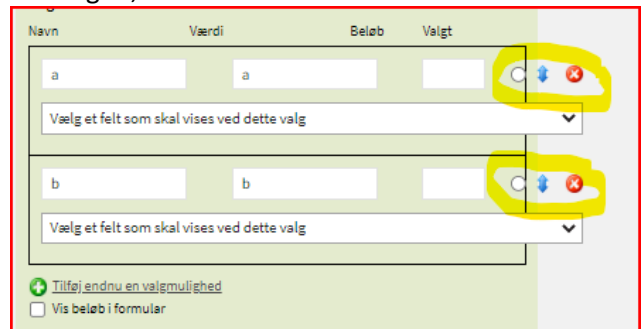 Navn Værdi Beløb Valgt
a a
Vælg et felt som skal vises ved dette valg
b b
Vælg et felt som skal vises ved dette valg
Tilføj endnu en valgmulighed
Vis beløb i formular